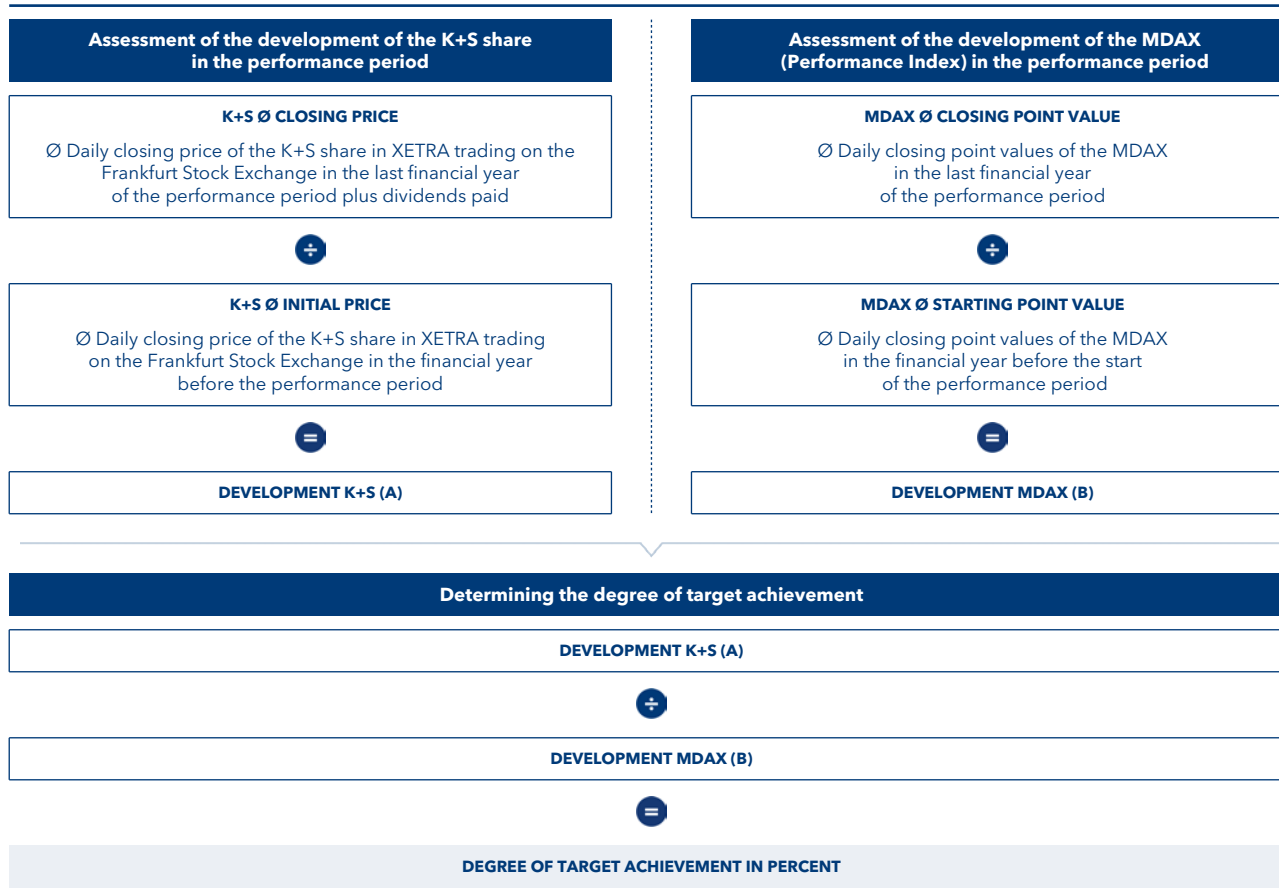 Assessment of the development of the K+S share
in the performance period
K+S Ø CLOSING PRICE
Ø Daily closing price of the K+S share in XETRA trading on the
Frankfurt Stock Exchange in the last financial year
of the performance period plus dividends paid
÷
K+S Ø INITIAL PRICE
Ø Daily closing price of the K+S share in XETRA trading
on the Frankfurt Stock Exchange in the financial year
before the performance period
=
DEVELOPMENT K+S (A)
Assessment of the development of the MDAX
(Performance Index) in the performance period
MDAX Ø CLOSING POINT VALUE
Ø Daily closing point values of the MDAX
in the last financial year
of the performance period
÷
MDAX Ø STARTING POINT VALUE
Ø Daily closing point values of the MDAX
in the financial year before the start
of the performance period
=
DEVELOPMENT MDAX (B)
Determining the degree of target achievement
DEVELOPMENT K+S (A)
÷
DEVELOPMENT MDAX (B)
=
DEGREE OF TARGET ACHIEVEMENT IN PERCENT